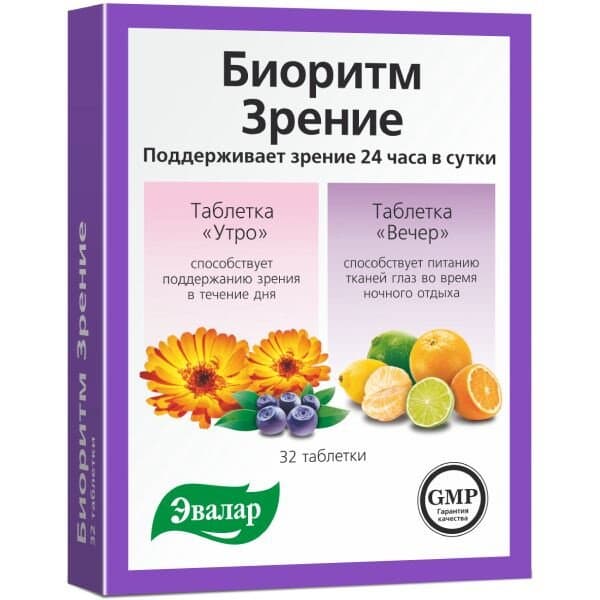 Биоритм
Зрение
Поддерживает зрение 24 часа в сутки
Таблетка
«Утро»
способствует
поддержанию зрения
в течение дня
Таблетка
«Вечер»
способствует питанию
тканей глаз во время
ночного отдыха
32 таблетки
Эвалар
GMP
Гарантия
качества
Биоритм Зрение
32 таблетки